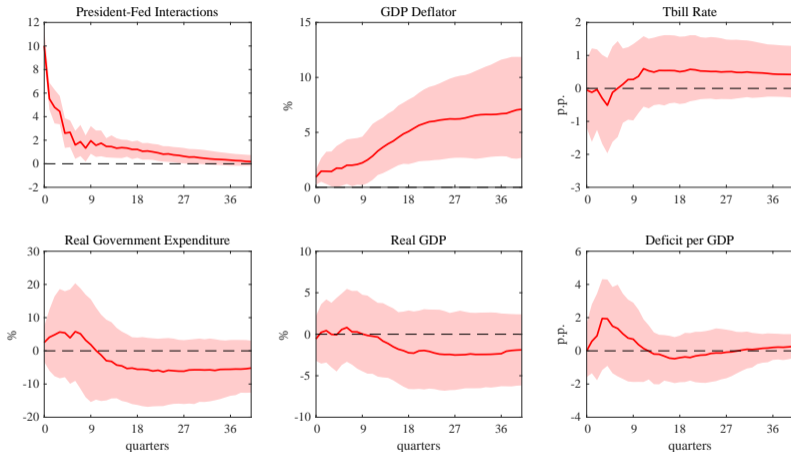 President-Fed Interactions
12
10
8
6
4
2
0
-2
0 9 18 27 36
GDP Deflator
%
15
10
5
0
0 9 18 27 36
Tbill Rate
p.p.
2
1
0
-1
-2
-3
0 9 18 27 36
Real Government Expenditure
%
30
20
10
0
-10
-20
0 9 18 27 36
quarters
Real GDP
%
10
5
0
-5
-10
0 9 18 27 36
quarters
Deficit per GDP
p.p.
6
4
2
0
-2
-4
0 9 18 27 36
quarters